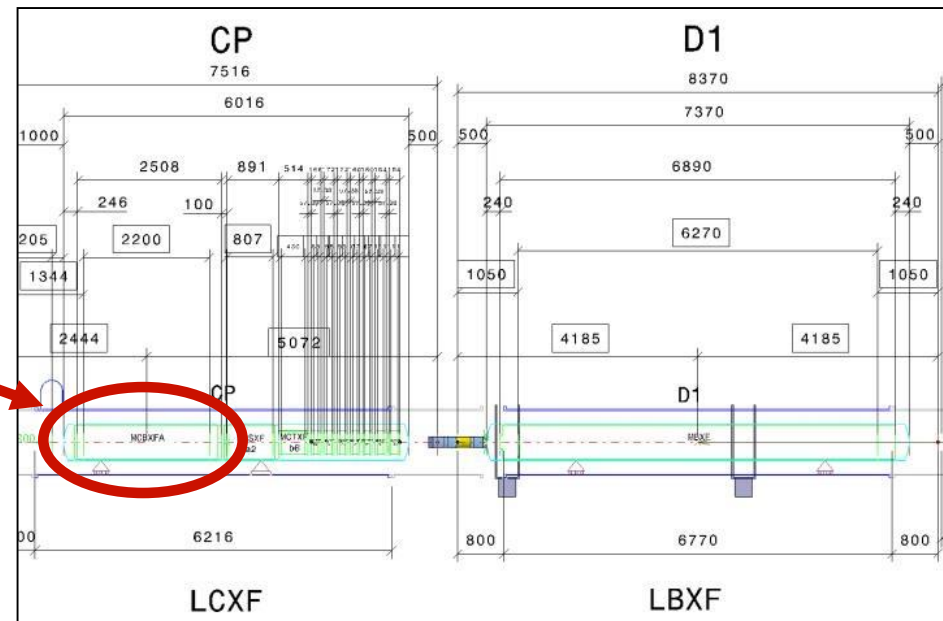 CP D1
7516 8370
6016 7370
1000 500 500 500
2508 891 514 6890
246 100 240 240
205 2200 807 6270
1344 1050 1050
2444 5072 4185 4185
CP D1
MCBXFA MCTXF MBXF
b6
6216 800 6770 800
LCXF LBXF